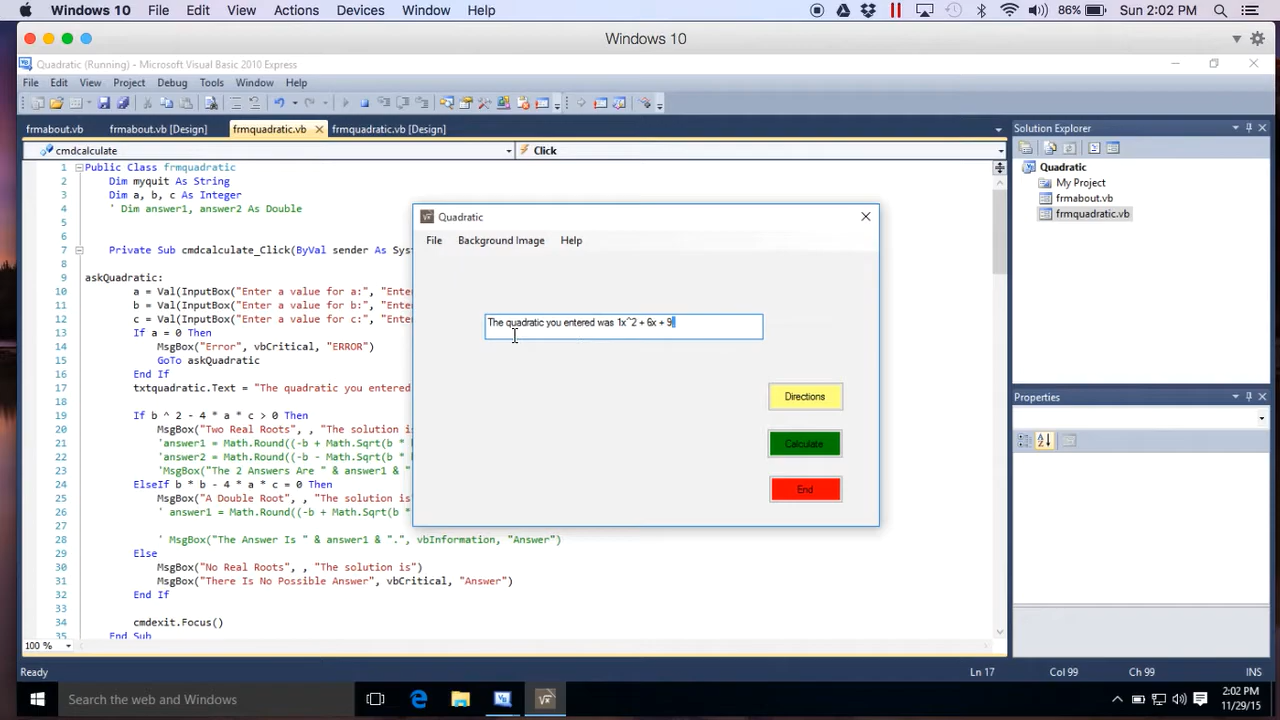 Windows 10 File Edit View Actions Devices Window Help 86% Sun 2:02 PM
Windows 10
Quadratic (Running) - Microsoft Visual Basic 2010 Express
File Edit View Project Debug Tools Window Help
frmabout.vb frmabout.vb [Design] frmquadratic.vb frmquadratic.vb [Design]
cmdcalculate Click
1 Public Class frmquadratic
2 Dim myquit As String
3 Dim a, b, c As Integer
4 ' Dim answer1, answer2 As Double
5
6
7 Private Sub cmdcalculate_Click(ByVal sender As Sys
8
9 askQuadratic:
10 a = Val(InputBox("Enter a value for a:", "Ente
11 b = Val(InputBox("Enter a value for b:", "Ente
12 c = Val(InputBox("Enter a value for c:", "Ente
13 If a = 0 Then
14 MsgBox("Error", vbCritical, "ERROR")
15 GoTo askQuadratic
16 End If
17 txtquadratic.Text = "The quadratic you entered
18
19 If b ^ 2 - 4 * a * c > 0 Then
20 MsgBox("Two Real Roots", , "The solution is
21 'answer1 = Math.Round((-b + Math.Sqrt(b *
22 'answer2 = Math.Round((-b - Math.Sqrt(b *
23 'MsgBox("The 2 Answers Are " & answer1 & "
24 ElseIf b * b - 4 * a * c = 0 Then
25 MsgBox("A Double Root", , "The solution is"
26 ' answer1 = Math.Round((-b + Math.Sqrt(b *
27
28 ' MsgBox("The Answer Is " & answer1 & ".", vbInformation, "Answer")
29 Else
30 MsgBox("No Real Roots", , "The solution is")
31 MsgBox("There Is No Possible Answer", vbCritical, "Answer")
32 End If
33
34 cmdexit.Focus()
35 End Sub
100 %
Quadratic
File Background Image Help
The quadratic you entered was 1x^2 + 6x + 9
Directions
Calculate
End
Solution Explorer
Quadratic
My Project
frmabout.vb
frmquadratic.vb
Properties
Ready Ln 17 Col 99 Ch 99 INS
Search the web and Windows
2:02 PM
11/29/15